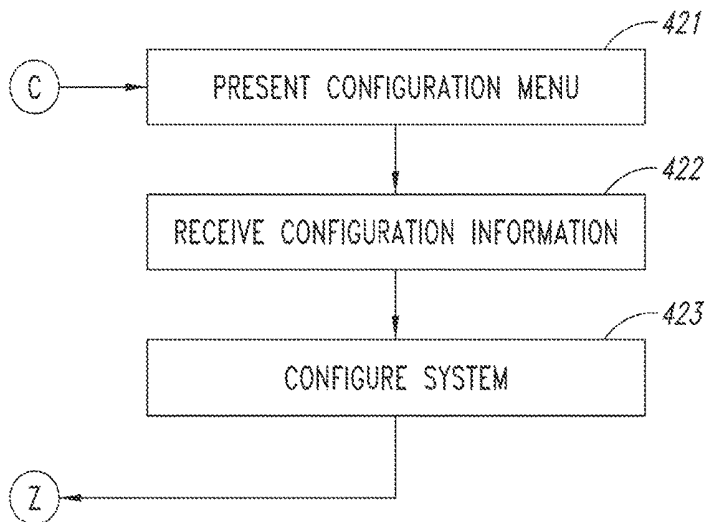 421
C
PRESENT CONFIGURATION MENU
422
RECEIVE CONFIGURATION INFORMATION
423
CONFIGURE SYSTEM
Z